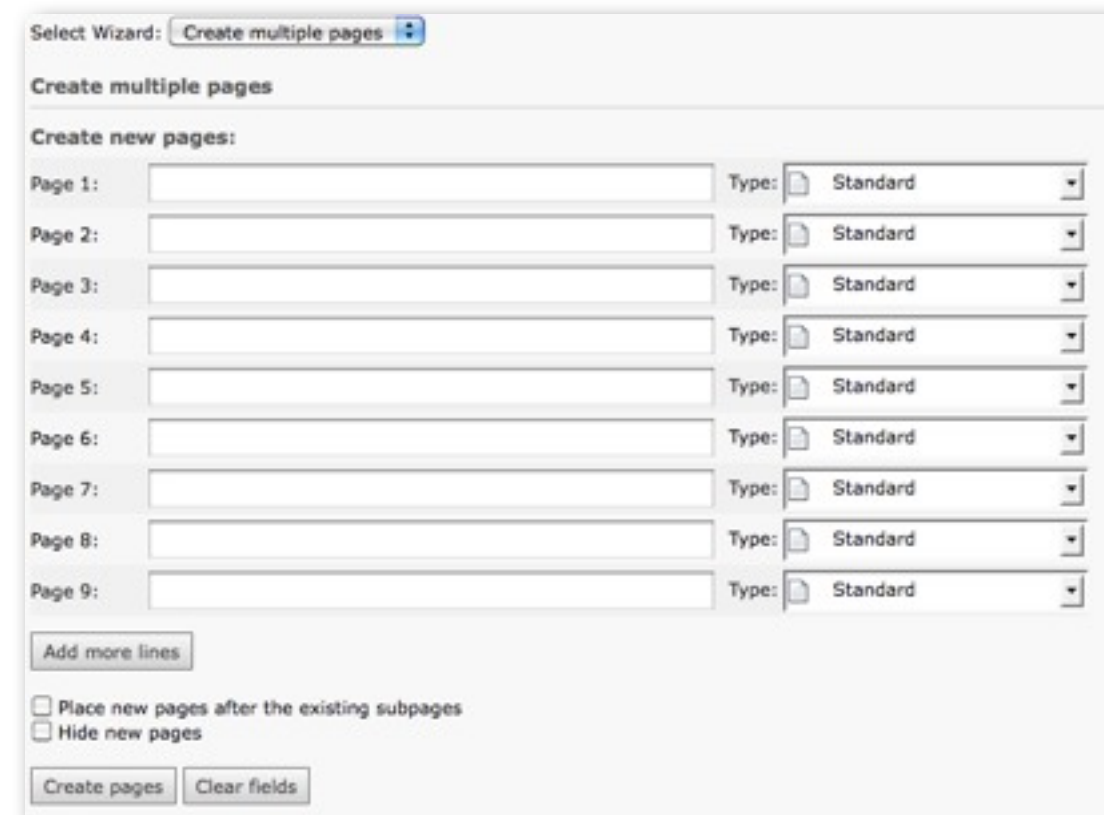 Select Wizard: Create multiple pages
Create multiple pages
Create new pages:
Page 1: Type: Standard
Page 2: Type: Standard
Page 3: Type: Standard
Page 4: Type: Standard
Page 5: Type: Standard
Page 6: Type: Standard
Page 7: Type: Standard
Page 8: Type: Standard
Page 9: Type: Standard
Add more lines
Place new pages after the existing subpages
Hide new pages
Create pages Clear fields